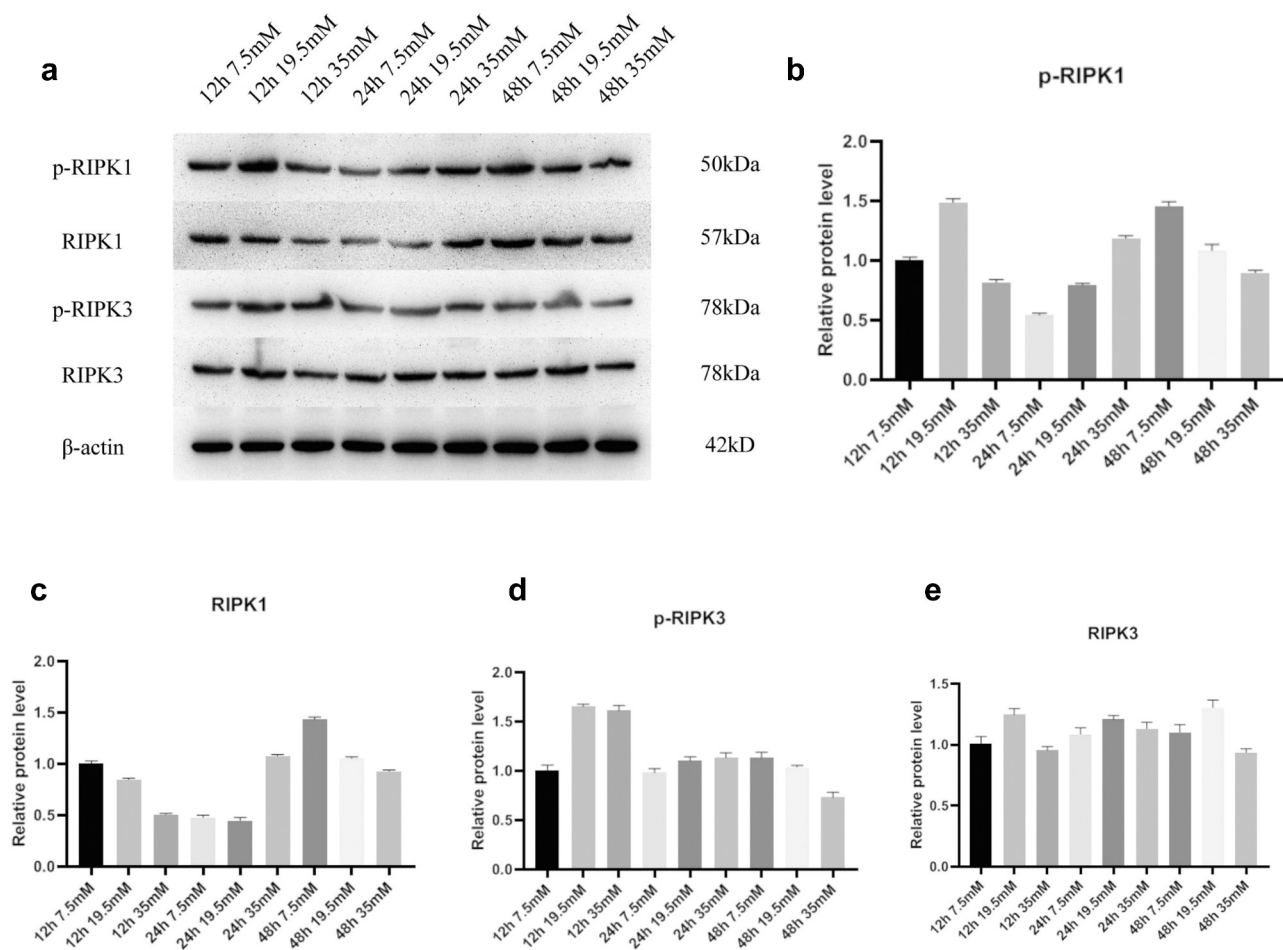 a
12h 7.5mM
12h 19.5mM
12h 35mM
24h 7.5mM
24h 19.5mM
24h 35mM
48h 7.5mM
48h 19.5mM
48h 35mM
p-RIPK1 50kDa
RIPK1 57kDa
p-RIPK3 78kDa
RIPK3 78kDa
β-actin 42kD
b
p-RIPK1
Relative protein level
2.0
1.5
1.0
0.5
0.0
12h 7.5mM
12h 19.5mM
12h 35mM
24h 7.5mM
24h 19.5mM
24h 35mM
48h 7.5mM
48h 19.5mM
48h 35mM
c
RIPK1
Relative protein level
2.0
1.5
1.0
0.5
0.0
12h 7.5mM
12h 19.5mM
12h 35mM
24h 7.5mM
24h 19.5mM
24h 35mM
48h 7.5mM
48h 19.5mM
48h 35mM
d
p-RIPK3
Relative protein level
2.0
1.5
1.0
0.5
0.0
12h 7.5mM
12h 19.5mM
12h 35mM
24h 7.5mM
24h 19.5mM
24h 35mM
48h 7.5mM
48h 19.5mM
48h 35mM
e
RIPK3
Relative protein level
1.5
1.0
0.5
0.0
12h 7.5mM
12h 19.5mM
12h 35mM
24h 7.5mM
24h 19.5mM
24h 35mM
48h 7.5mM
48h 19.5mM
48h 35mM